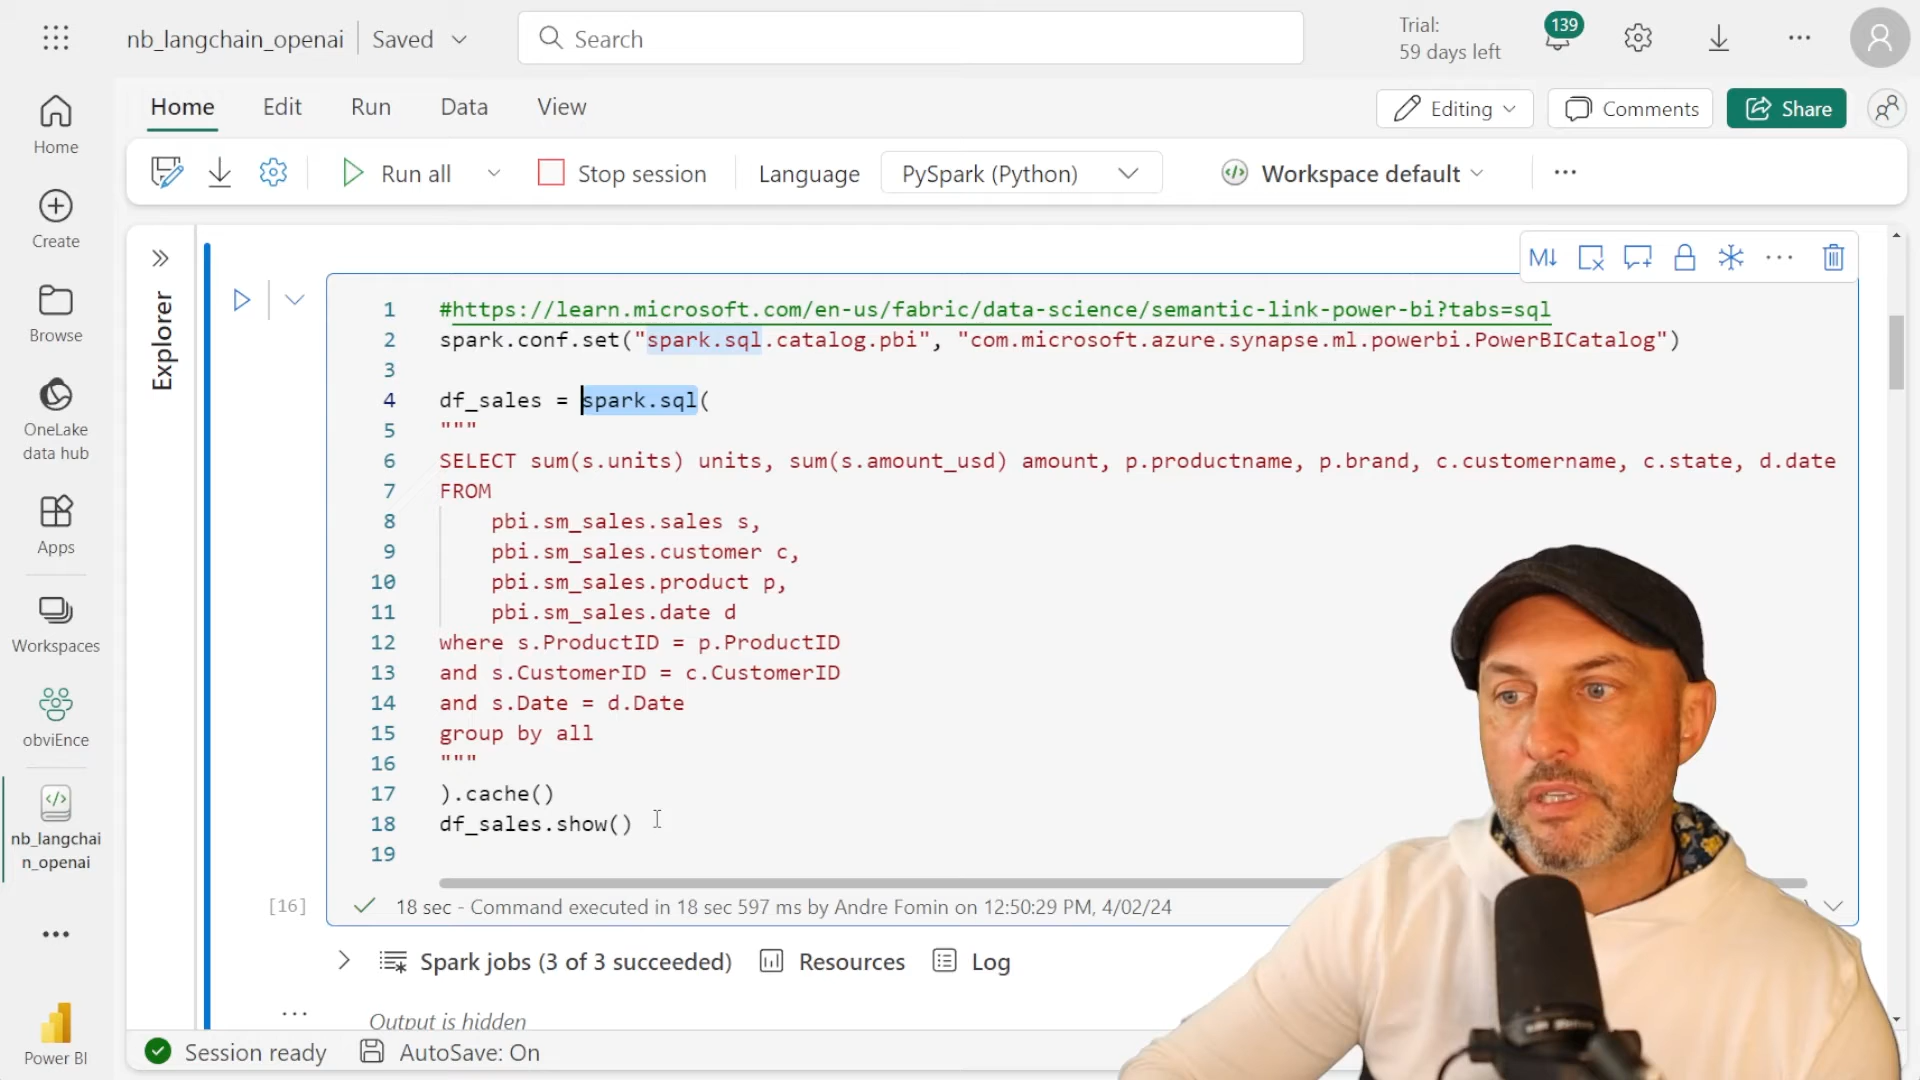 nb_langchain_openai
Saved
Search
Trial:
59 days left
139
Home
Edit
Run
Data
View
Editing
Comments
Share
Run all
Stop session
Language
PySpark (Python)
Workspace default
Home
Create
Browse
OneLake
data hub
Apps
Workspaces
obviEnce
nb_langchai
n_openai
Power BI
Explorer
1 #https://learn.microsoft.com/en-us/fabric/data-science/semantic-link-power-bi?tabs=sql
2 spark.conf.set("spark.sql.catalog.pbi", "com.microsoft.azure.synapse.ml.powerbi.PowerBICatalog")
3
4 df_sales = spark.sql(
5 """
6 SELECT sum(s.units) units, sum(s.amount_usd) amount, p.productname, p.brand, c.customername, c.state, d.date
7 FROM
8 pbi.sm_sales.sales s,
9 pbi.sm_sales.customer c,
10 pbi.sm_sales.product p,
11 pbi.sm_sales.date d
12 where s.ProductID = p.ProductID
13 and s.CustomerID = c.CustomerID
14 and s.Date = d.Date
15 group by all
16 """
17 ).cache()
18 df_sales.show()
19
[16]
18 sec - Command executed in 18 sec 597 ms by Andre Fomin on 12:50:29 PM, 4/02/24
Spark jobs (3 of 3 succeeded)
Resources
Log
Output is hidden
Session ready
AutoSave: On